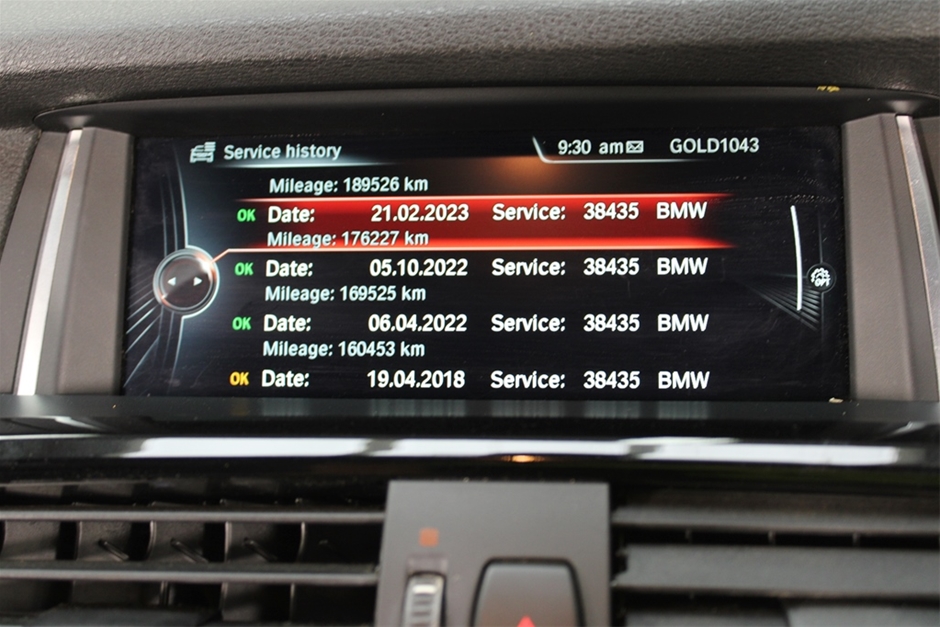 Service history 9:30 am GOLD1043
Mileage: 189526 km
OK Date: 21.02.2023 Service: 38435 BMW
Mileage: 176227 km
OK Date: 05.10.2022 Service: 38435 BMW
Mileage: 169525 km
OK Date: 06.04.2022 Service: 38435 BMW
Mileage: 160453 km
OK Date: 19.04.2018 Service: 38435 BMW
OPT